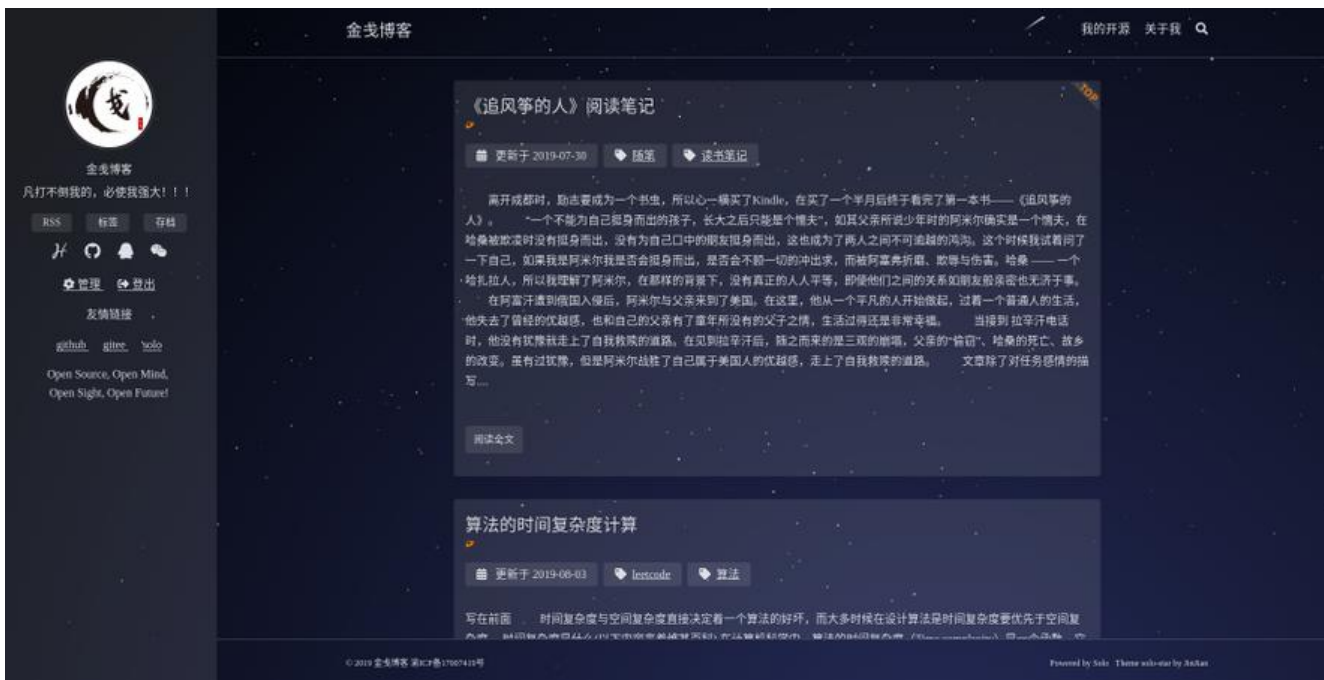 金戋博客
我的开源 关于我
金戋博客
凡打不倒我的，必使我强大！！！
RSS 标签 存档
管理 登出
友情链接
github gitee solo
Open Source, Open Mind,
Open Sight, Open Future!
TOP
《追风筝的人》阅读笔记
更新于 2019-07-30 随笔 读书笔记
离开成都时，励志要成为一个书虫，所以心一横买了Kindle，在买了一个半月后终于看完了第一本书——《追风筝的
人》。 “一个不能为自己挺身而出的孩子，长大之后只能是个懦夫”，如其父亲所说少年时的阿米尔确实是一个懦夫，在
哈桑被欺凌时没有挺身而出，没有为自己口中的朋友挺身而出，这也成为了两人之间不可逾越的鸿沟。这个时候我试着问了
一下自己，如果我是阿米尔我是否会挺身而出，是否会不顾一切的冲出求，而被阿塞弗折磨、欺辱与伤害。哈桑 —— 一个
哈扎拉人，所以我理解了阿米尔，在那样的背景下，没有真正的人人平等，即使他们之间的关系如朋友般亲密也无济于事。
在阿富汗遭到俄国入侵后，阿米尔与父亲来到了美国。在这里，他从一个平凡的人开始做起，过着一个普通人的生活，
他失去了曾经的优越感，也和自己的父亲有了童年所没有的父子之情，生活过得还是非常幸福。 当接到 拉辛汗电话
时，他没有犹豫就走上了自我救赎的道路。在见到拉辛汗后，随之而来的是三观的崩塌，父亲的“偷窃”、哈桑的死亡、故乡
的改变。虽有过犹豫，但是阿米尔战胜了自己属于美国人的优越感，走上了自我救赎的道路。 文章除了对任务感情的描
写....
阅读全文
算法的时间复杂度计算
更新于 2019-08-03 leetcode 算法
写在前面 时间复杂度与空间复杂度直接决定着一个算法的好坏，而大多时候在设计算法是时间复杂度要优先于空间复
© 2019 金戋博客 滇ICP备17007419号
Powered by Solo Theme solo-star by